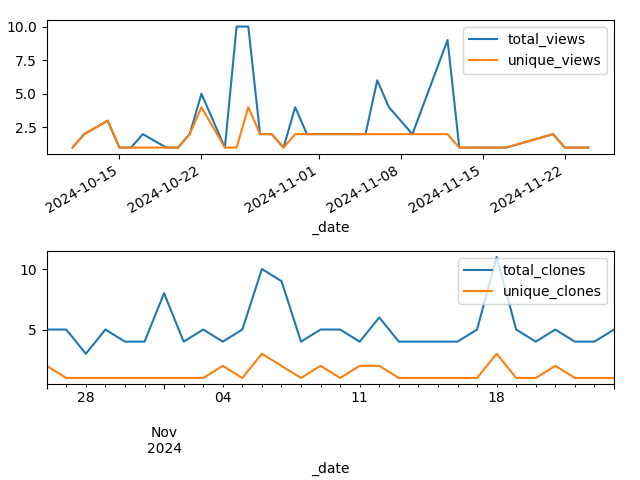 10.0
7.5
5.0
2.5
total_views
unique_views
2024-10-15
2024-10-22
2024-11-01
2024-11-08
2024-11-15
2024-11-22
_date
10
5
total_clones
unique_clones
28
04
11
18
Nov
2024
_date